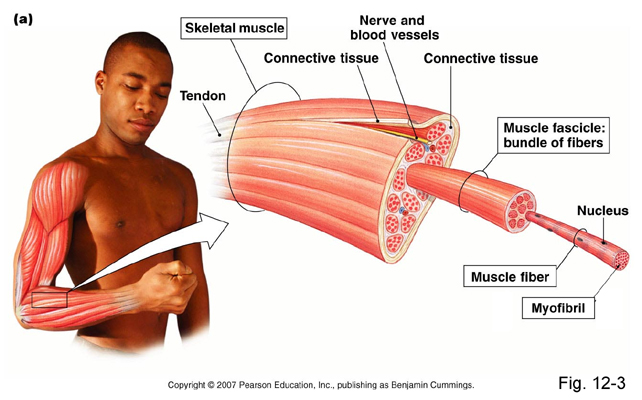 (a)
Skeletal muscle
Nerve and
blood vessels
Connective tissue
Connective tissue
Tendon
Muscle fascicle:
bundle of fibers
Nucleus
Muscle fiber
Myofibril
Copyright © 2007 Pearson Education, Inc., publishing as Benjamin Cummings.
Fig. 12-3